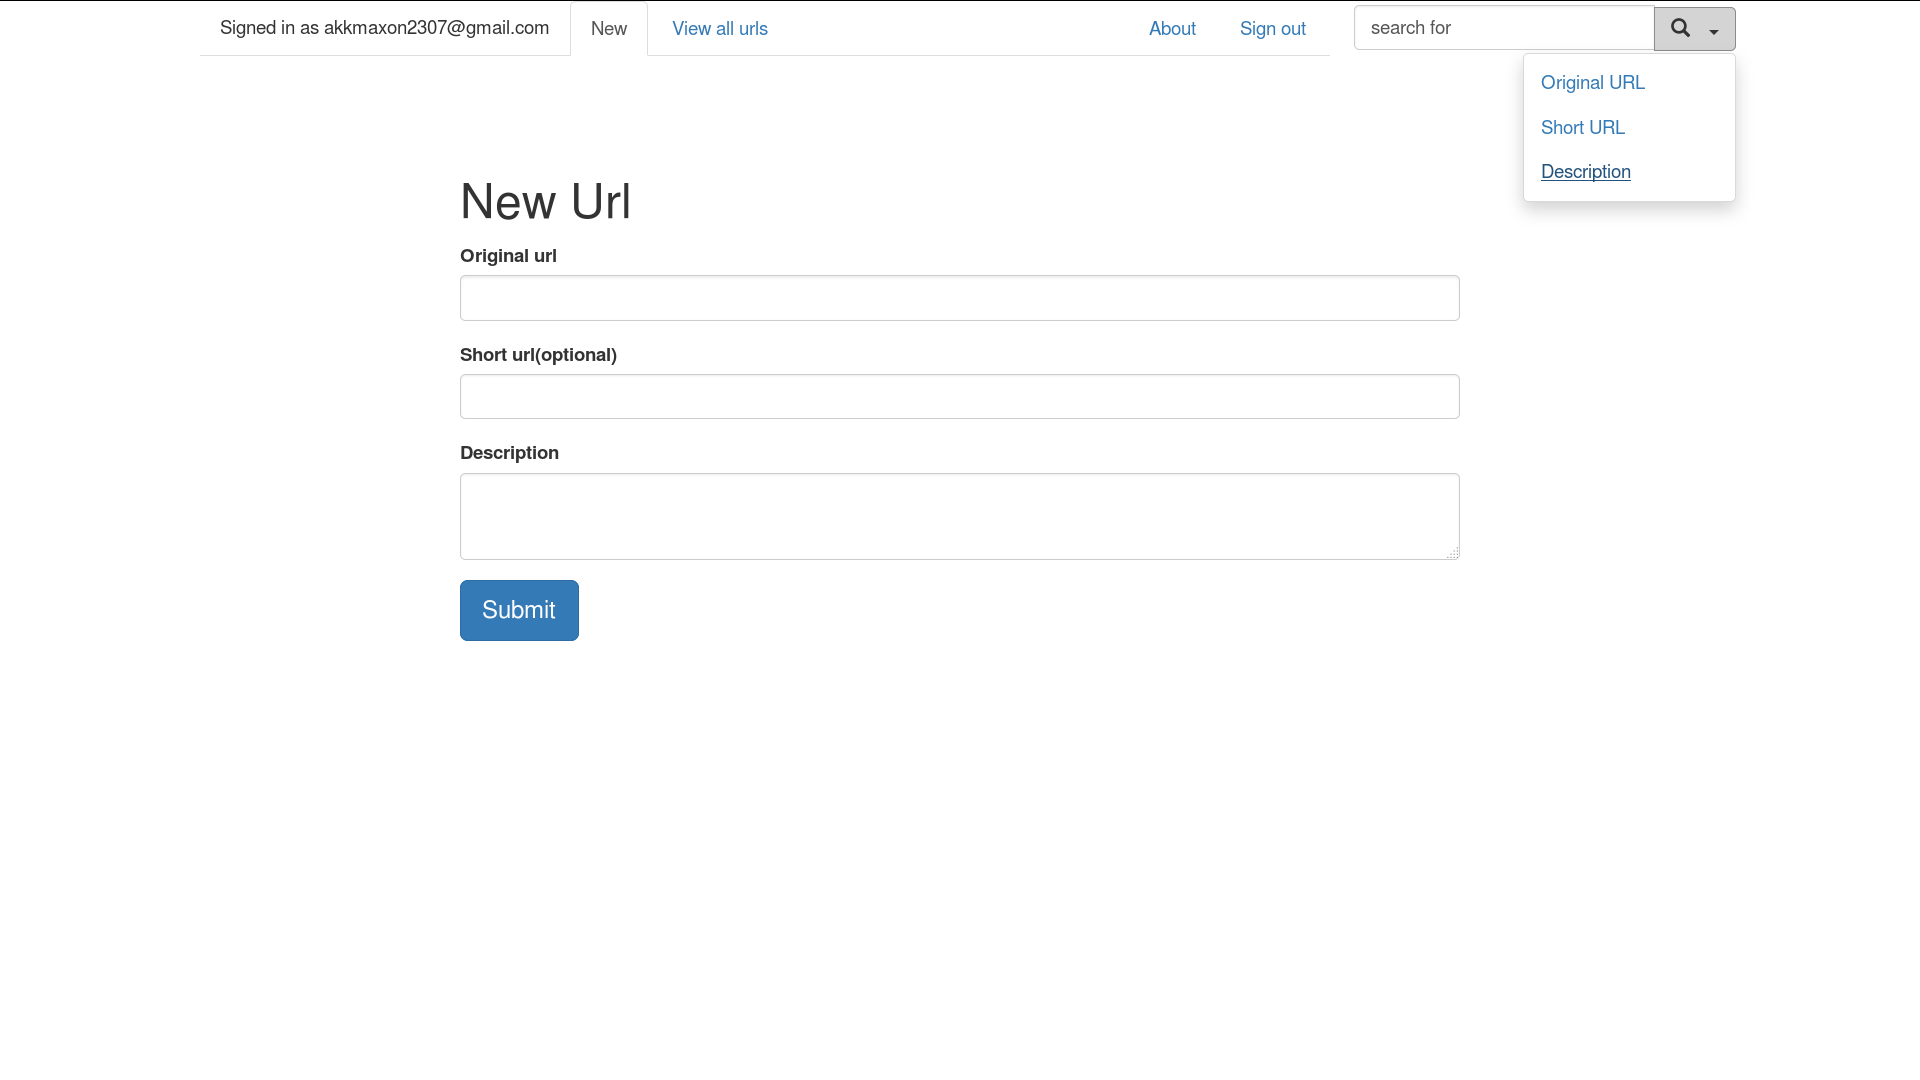 Signed in as akkmaxon2307@gmail.com New View all urls About Sign out search for
Original URL
Short URL
Description
New Url
Original url
Short url(optional)
Description
Submit